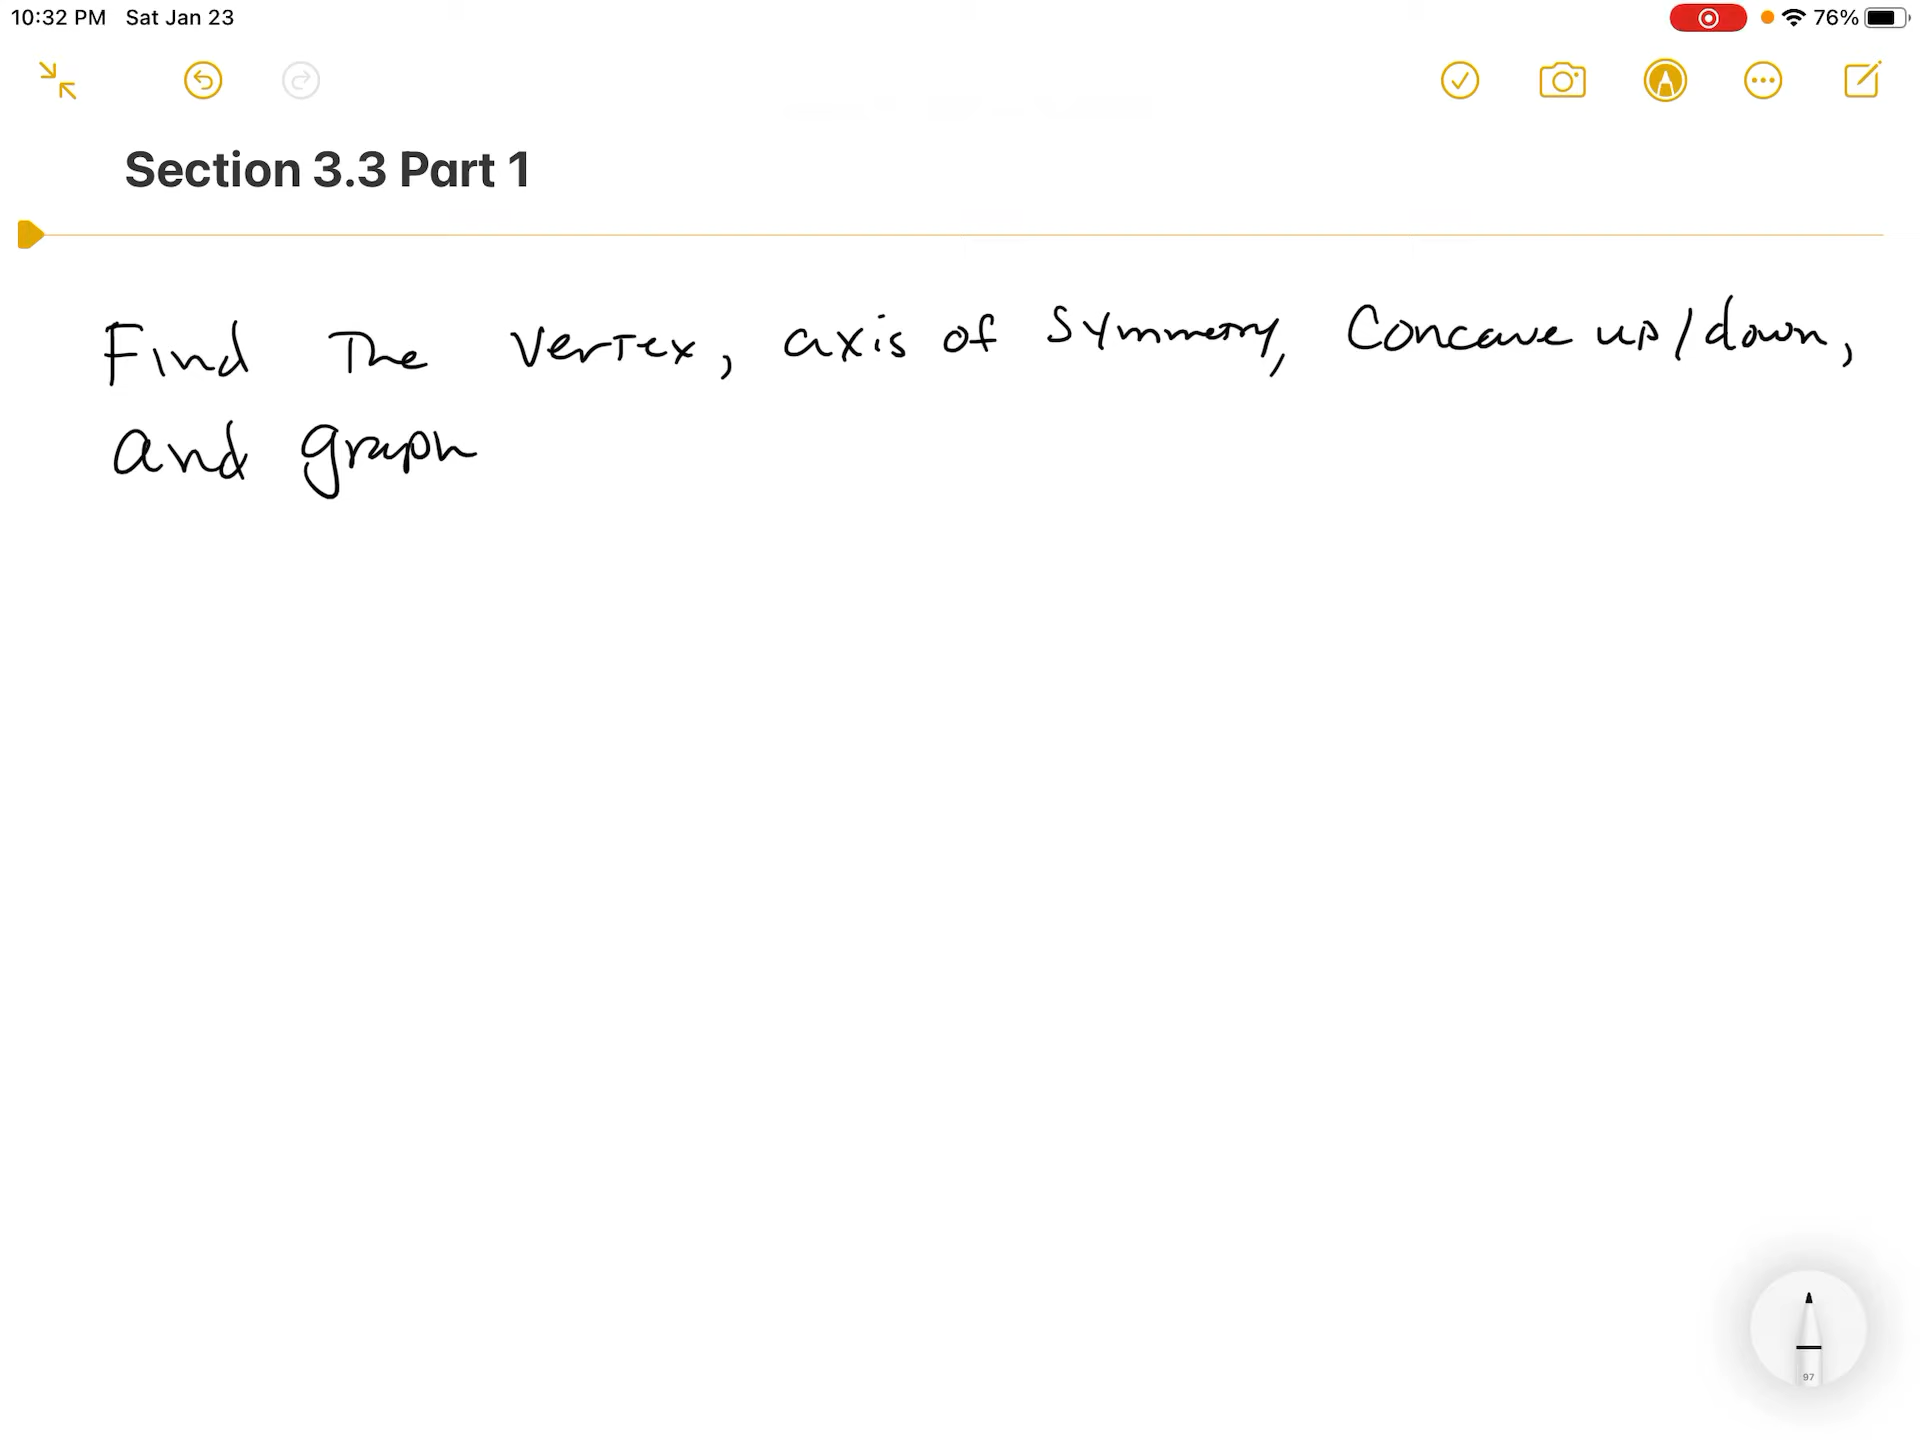 10:32 PM Sat Jan 23 76%
Section 3.3 Part 1
Find The Vertex, axis of Symmetry, Concave up/down,
and graph
97